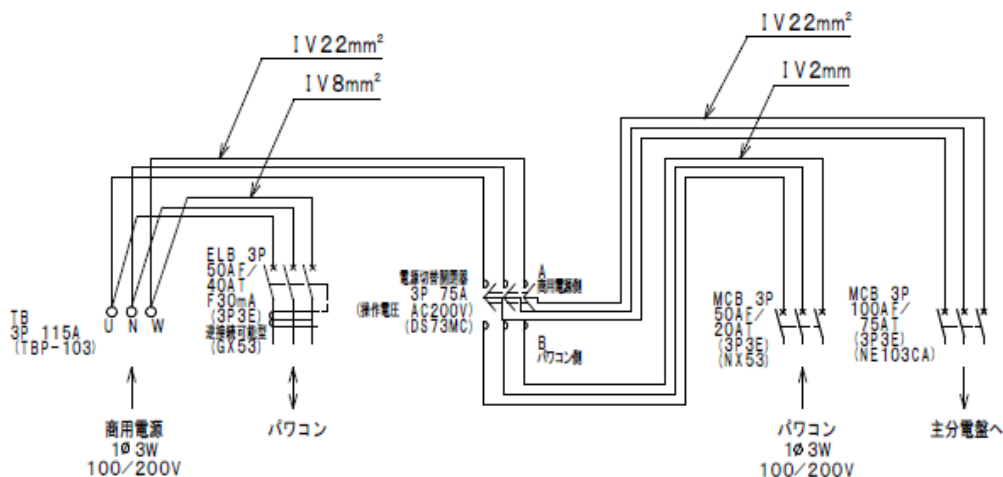 IV22mm²
IV8mm²
IV22mm²
IV2mm
ELB 3P
50AF/
40AT
F30mA
(3P3E)
逆接続可能型
(GX53)
TB
3P 115A
(TBP-103)
U N W
電源切替開閉器
3P 75A
(操作電圧 AC200V)
(DS73MC)
A
商用電源側
B
パワコン側
MCB 3P
50AF/
20AT
(3P3E)
(NX53)
MCB 3P
100AF/
75AT
(3P3E)
(NE103CA)
商用電源
1φ3W
100/200V
パワコン
パワコン
1φ3W
100/200V
主分電盤へ